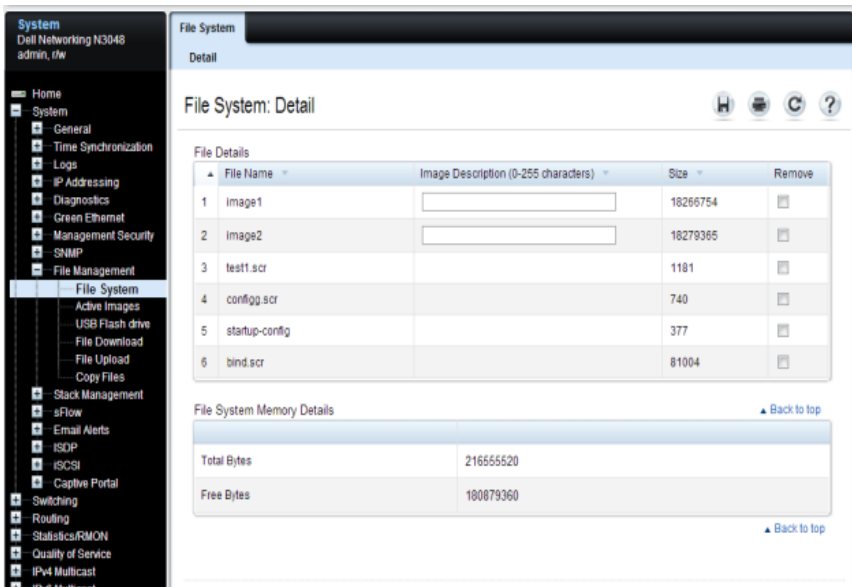 System
Dell Networking N3048
admin, r/w
Home
System
General
Time Synchronization
Logs
IP Addressing
Diagnostics
Green Ethernet
Management Security
SNMP
File Management
File System
Active Images
USB Flash drive
File Download
File Upload
Copy Files
Stack Management
sFlow
Email Alerts
ISDP
iSCSI
Captive Portal
Switching
Routing
Statistics/RMON
Quality of Service
IPv4 Multicast
File System
Detail
File System: Detail
File Details
File Name Image Description (0-255 characters) Size Remove
1 image1 18266754
2 image2 18279365
3 test1.scr 1181
4 configg.scr 740
5 startup-config 377
6 bind.scr 81004
File System Memory Details Back to top
Total Bytes 216555520
Free Bytes 180879360
Back to top